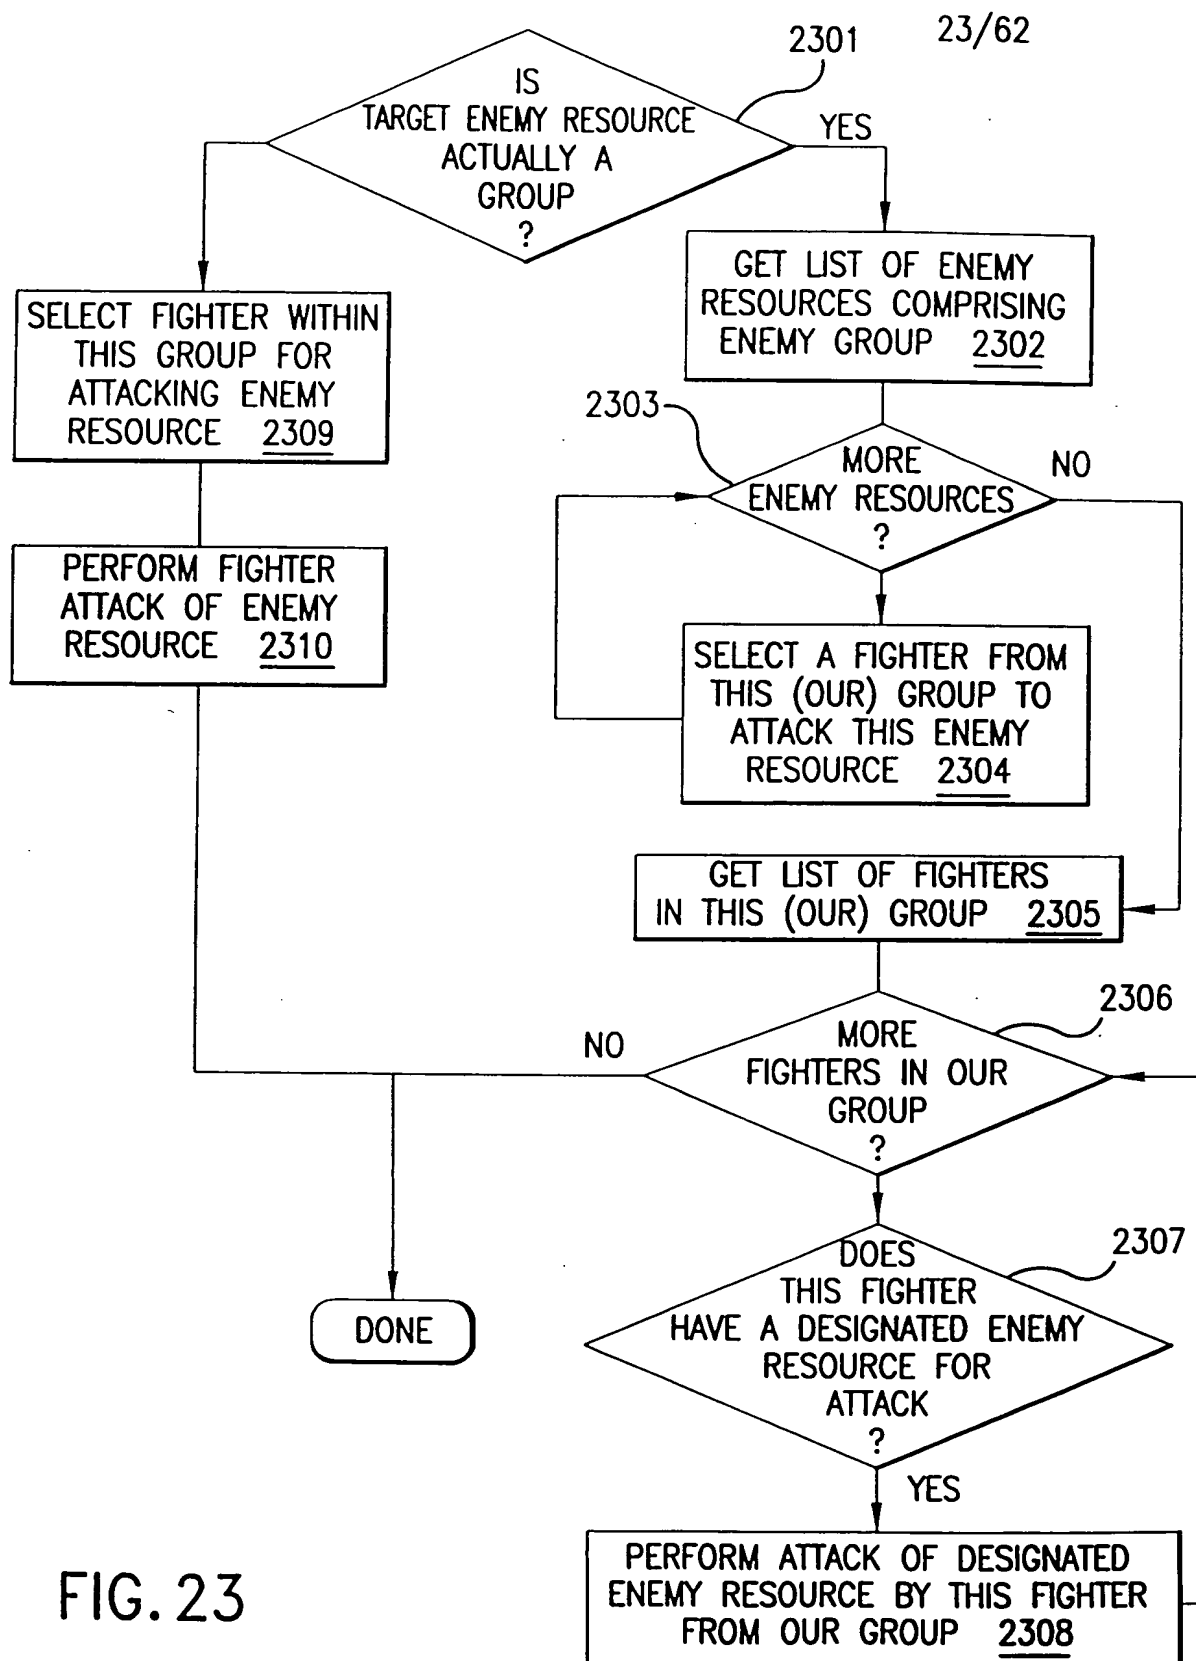 23/62
2301
IS
TARGET ENEMY RESOURCE
ACTUALLY A
GROUP
?
YES
GET LIST OF ENEMY
RESOURCES COMPRISING
ENEMY GROUP 2302
SELECT FIGHTER WITHIN
THIS GROUP FOR
ATTACKING ENEMY
RESOURCE 2309
2303
MORE
ENEMY RESOURCES
?
NO
PERFORM FIGHTER
ATTACK OF ENEMY
RESOURCE 2310
SELECT A FIGHTER FROM
THIS (OUR) GROUP TO
ATTACK THIS ENEMY
RESOURCE 2304
GET LIST OF FIGHTERS
IN THIS (OUR) GROUP 2305
2306
MORE
FIGHTERS IN OUR
GROUP
?
NO
2307
DOES
THIS FIGHTER
HAVE A DESIGNATED ENEMY
RESOURCE FOR
ATTACK
?
DONE
YES
PERFORM ATTACK OF DESIGNATED
ENEMY RESOURCE BY THIS FIGHTER
FROM OUR GROUP 2308
FIG. 23